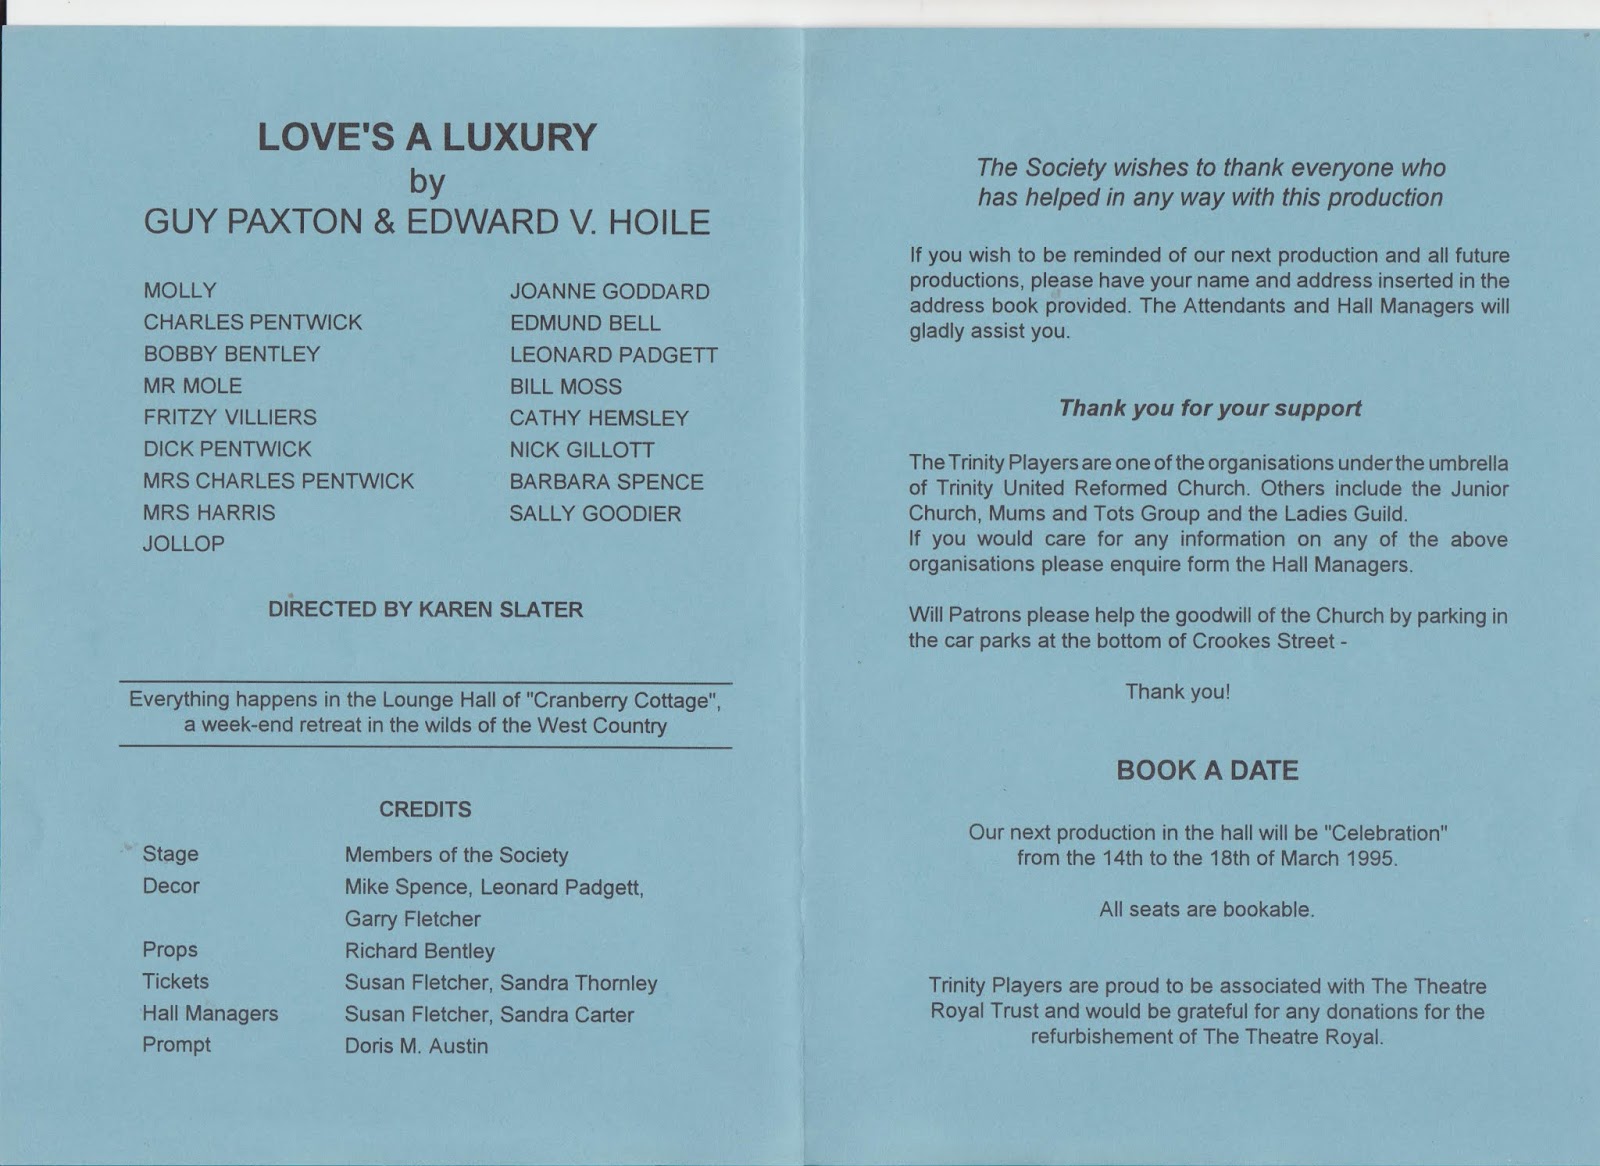 LOVE'S A LUXURY
by
GUY PAXTON & EDWARD V. HOILE
MOLLY JOANNE GODDARD
CHARLES PENTWICK EDMUND BELL
BOBBY BENTLEY LEONARD PADGETT
MR MOLE BILL MOSS
FRITZY VILLIERS CATHY HEMSLEY
DICK PENTWICK NICK GILLOTT
MRS CHARLES PENTWICK BARBARA SPENCE
MRS HARRIS SALLY GOODIER
JOLLOP
DIRECTED BY KAREN SLATER
Everything happens in the Lounge Hall of "Cranberry Cottage",
a week-end retreat in the wilds of the West Country
CREDITS
Stage Members of the Society
Decor Mike Spence, Leonard Padgett,
Garry Fletcher
Props Richard Bentley
Tickets Susan Fletcher, Sandra Thornley
Hall Managers Susan Fletcher, Sandra Carter
Prompt Doris M. Austin
The Society wishes to thank everyone who
has helped in any way with this production
If you wish to be reminded of our next production and all future
productions, please have your name and address inserted in the
address book provided. The Attendants and Hall Managers will
gladly assist you.
Thank you for your support
The Trinity Players are one of the organisations under the umbrella
of Trinity United Reformed Church. Others include the Junior
Church, Mums and Tots Group and the Ladies Guild.
If you would care for any information on any of the above
organisations please enquire form the Hall Managers.
Will Patrons please help the goodwill of the Church by parking in
the car parks at the bottom of Crookes Street -
Thank you!
BOOK A DATE
Our next production in the hall will be "Celebration"
from the 14th to the 18th of March 1995.
All seats are bookable.
Trinity Players are proud to be associated with The Theatre
Royal Trust and would be grateful for any donations for the
refurbishement of The Theatre Royal.